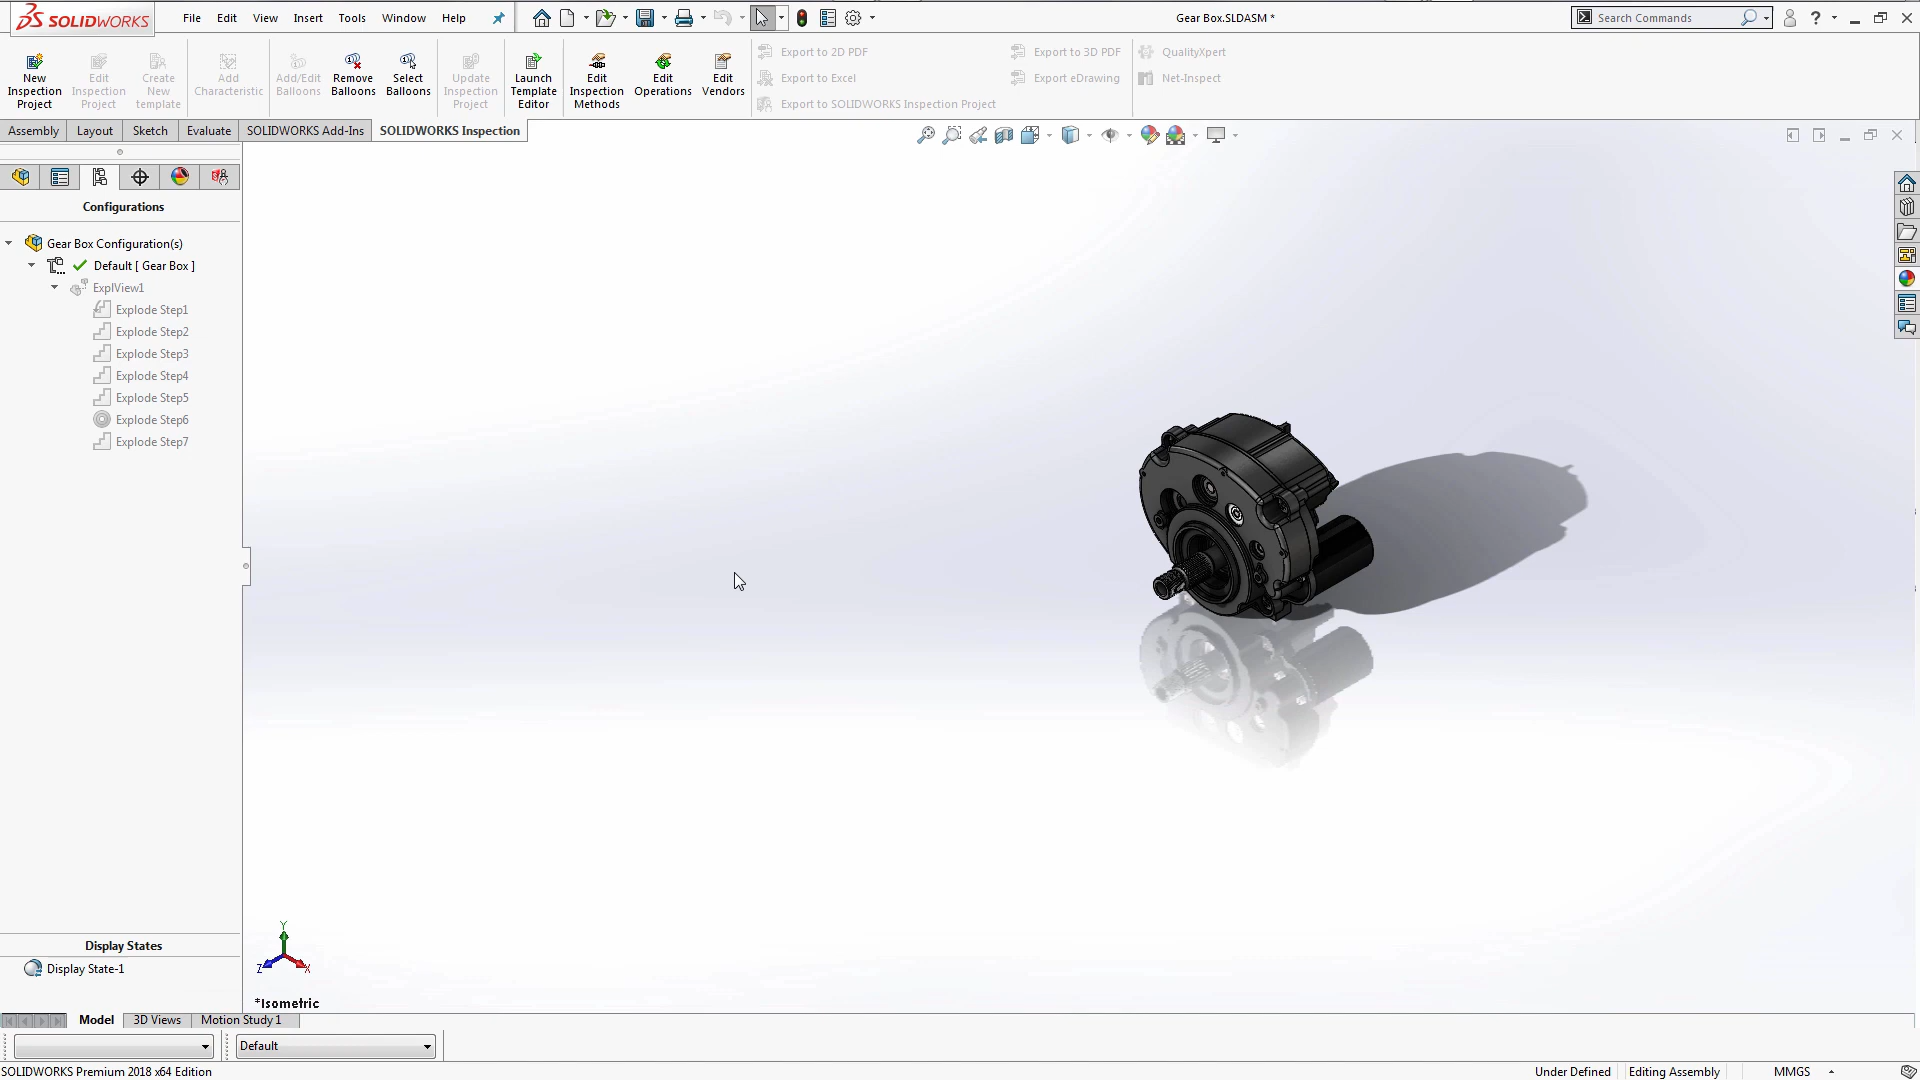 SOLIDWORKS
File Edit View Insert Tools Window Help
Gear Box.SLDASM *
Search Commands
New Inspection Project
Edit Inspection Project
Create New template
Add Characteristic
Add/Edit Balloons
Remove Balloons
Select Balloons
Update Inspection Project
Launch Template Editor
Edit Inspection Methods
Edit Operations
Edit Vendors
Export to 2D PDF
Export to Excel
Export to SOLIDWORKS Inspection Project
Export to 3D PDF
Export eDrawing
QualityXpert
Net-Inspect
Assembly Layout Sketch Evaluate SOLIDWORKS Add-Ins SOLIDWORKS Inspection
Configurations
Gear Box Configuration(s)
Default [ Gear Box ]
ExplView1
Explode Step1
Explode Step2
Explode Step3
Explode Step4
Explode Step5
Explode Step6
Explode Step7
Display States
Display State-1
Y
Z
X
*Isometric
Model 3D Views Motion Study 1
Default
SOLIDWORKS Premium 2018 x64 Edition
Under Defined Editing Assembly MMGS